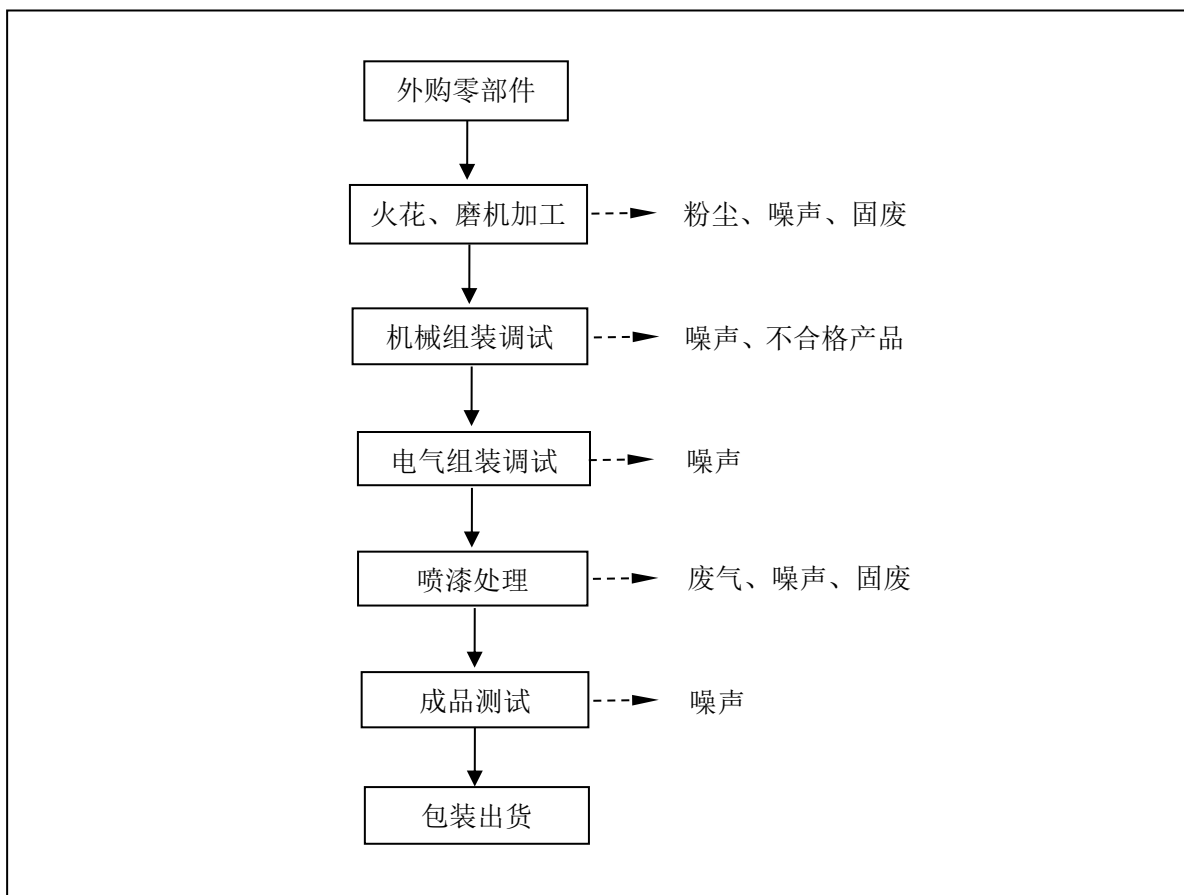 外购零部件
火花、磨机加工
粉尘、噪声、固废
机械组装调试
噪声、不合格产品
电气组装调试
噪声
喷漆处理
废气、噪声、固废
成品测试
噪声
包装出货